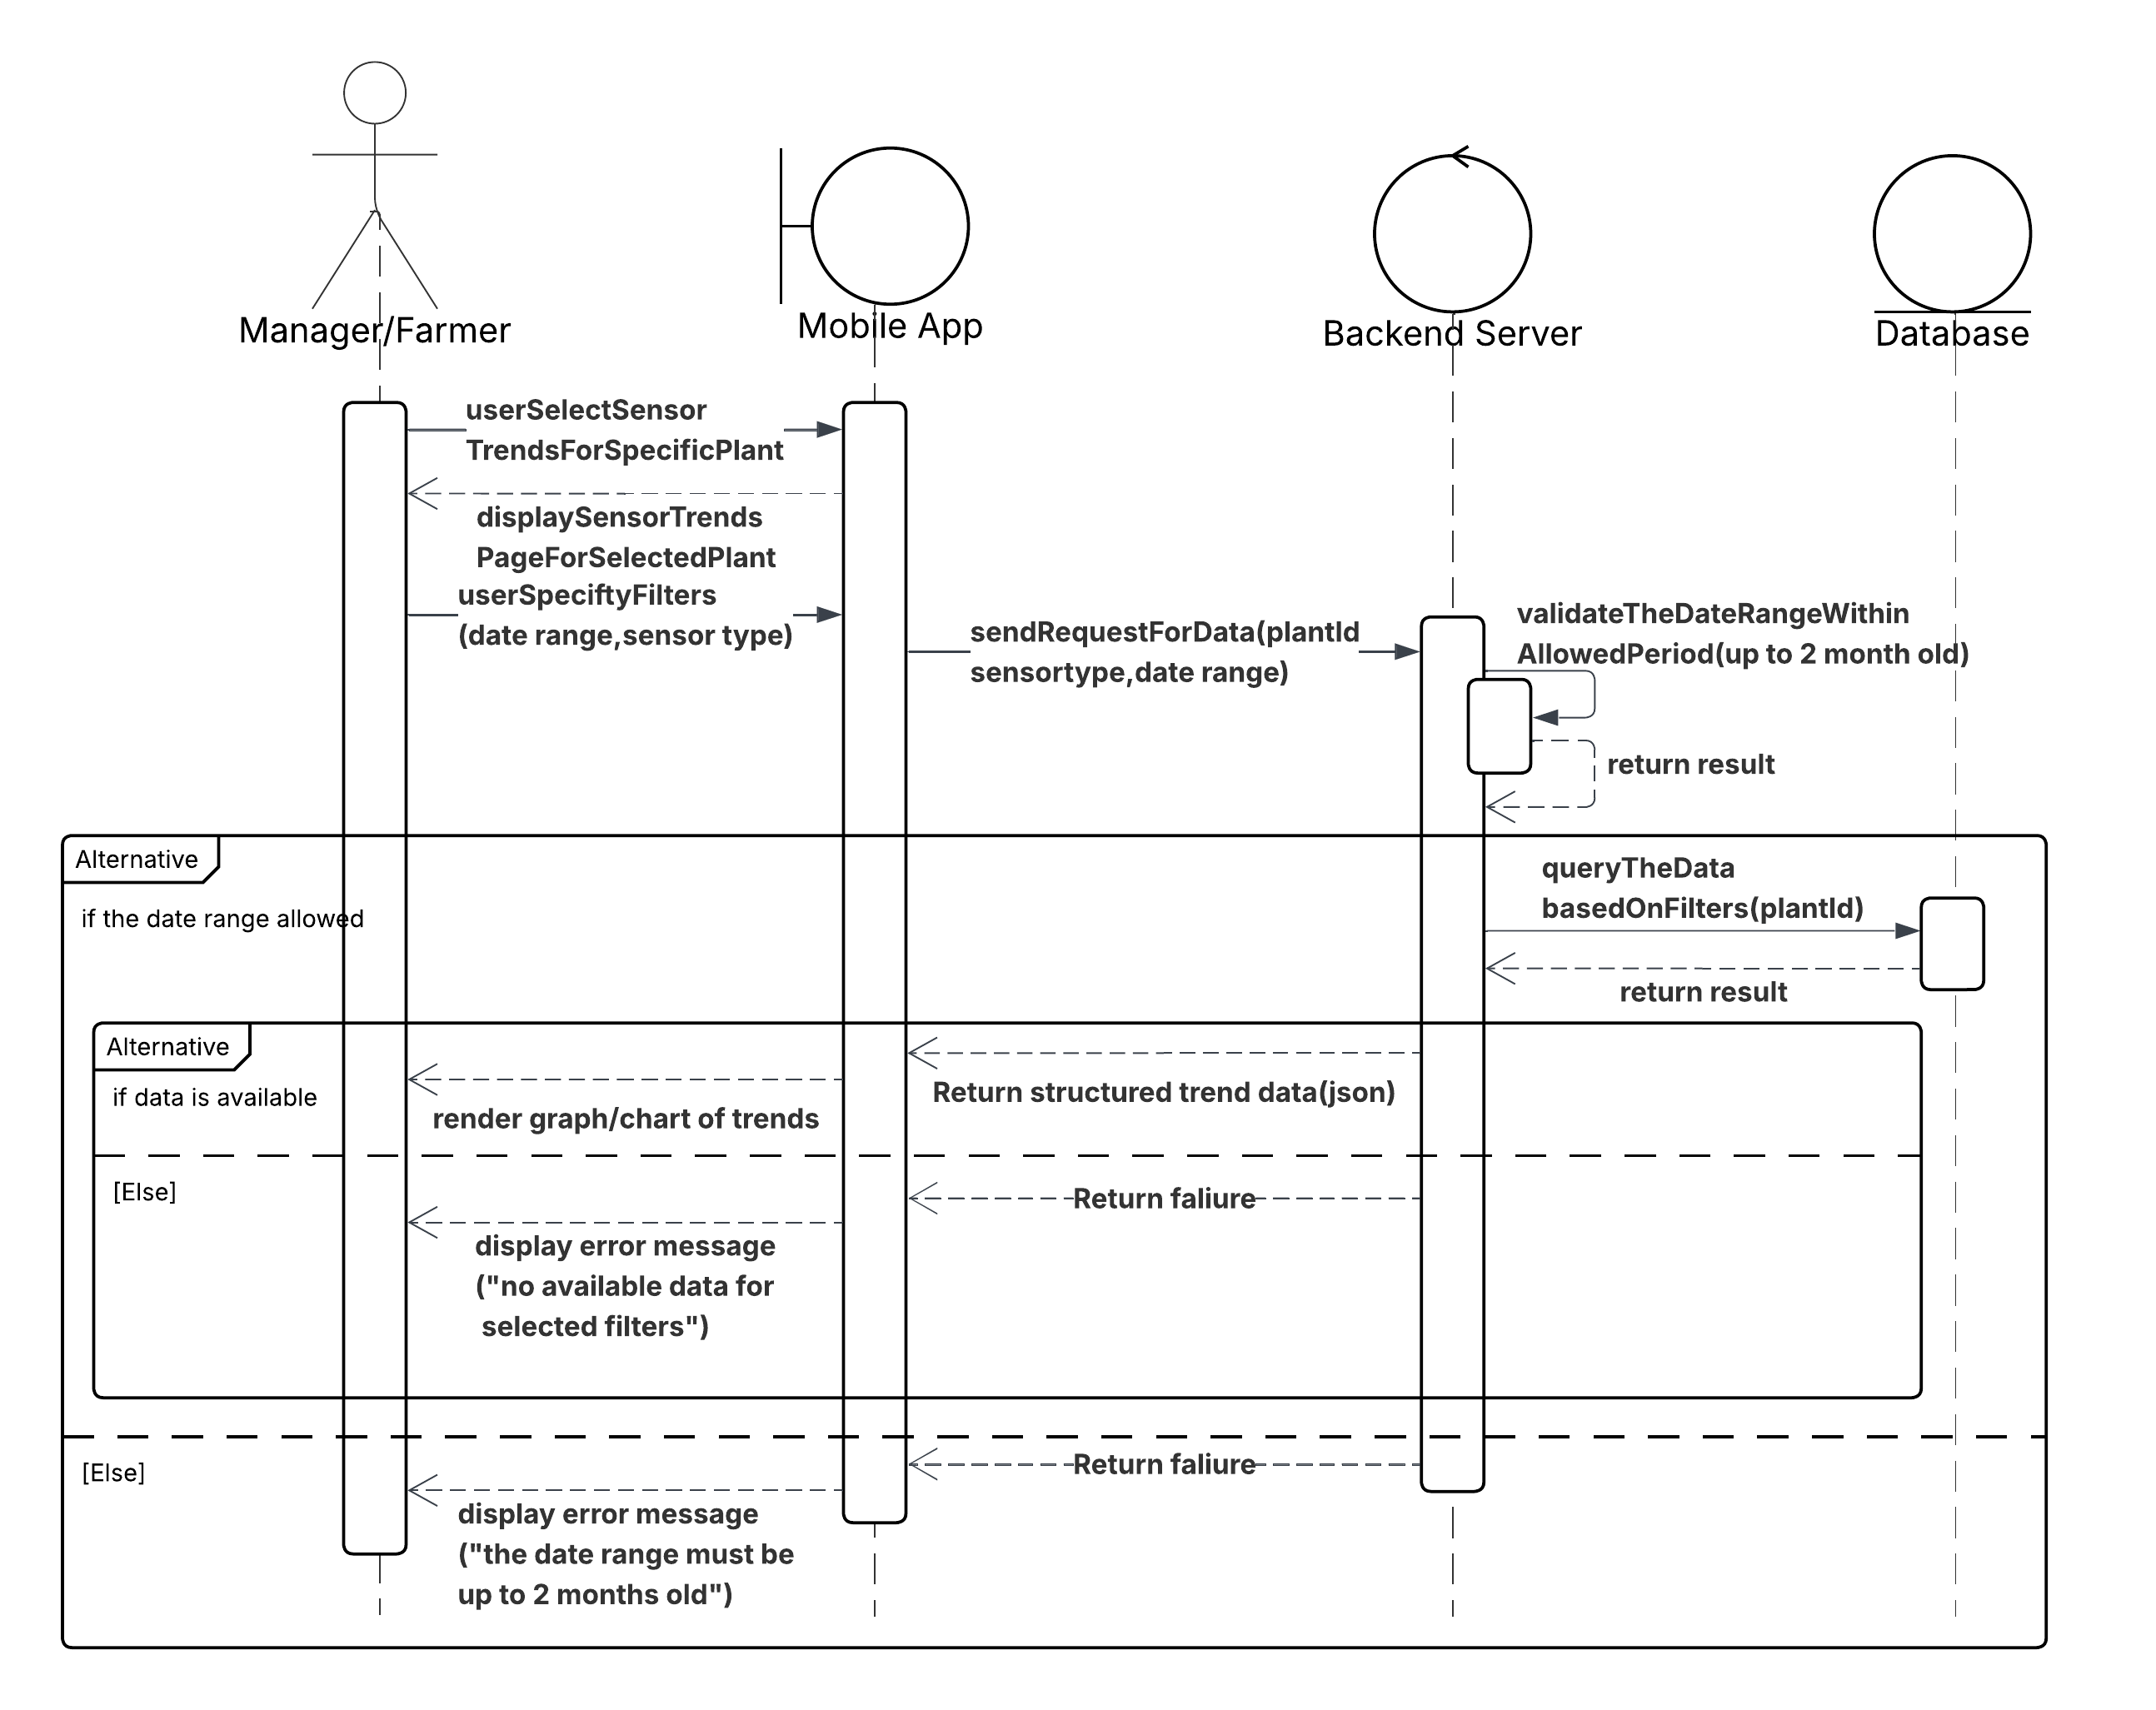 Manager/Farmer
Mobile App
Backend Server
Database
userSelectSensor
TrendsForSpecificPlant
displaySensorTrends
PageForSelectedPlant
userSpeciftyFilters
(date range,sensor type)
sendRequestForData(plantId
sensortype,date range)
validateTheDateRangeWithin
AllowedPeriod(up to 2 month old)
return result
Alternative
if the date range allowed
queryTheData
basedOnFilters(plantId)
return result
Alternative
if data is available
Return structured trend data(json)
render graph/chart of trends
[Else]
Return faliure
display error message
("no available data for
selected filters")
[Else]
Return faliure
display error message
("the date range must be
up to 2 months old")